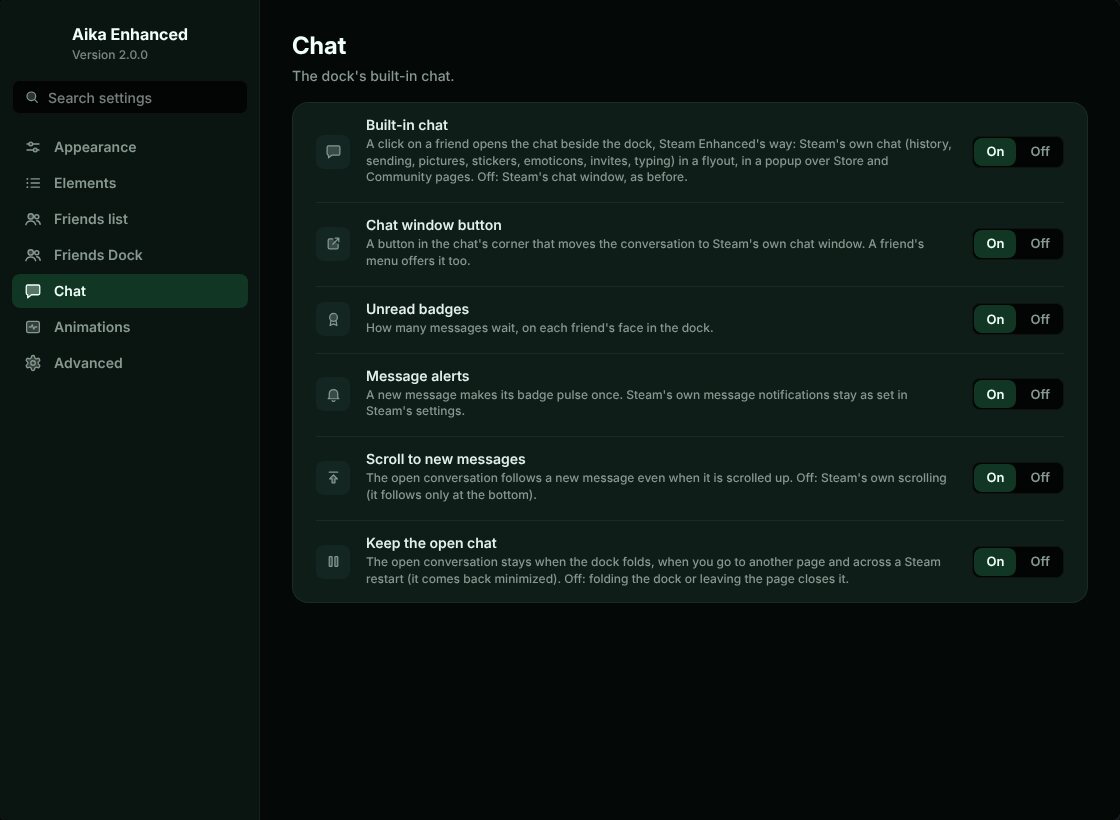 Aika Enhanced
Version 2.0.0
Search settings
Appearance
Elements
Friends list
Friends Dock
Chat
Animations
Advanced
Chat
The dock's built-in chat.
Built-in chat
A click on a friend opens the chat beside the dock, Steam Enhanced's way: Steam's own chat (history,
sending, pictures, stickers, emoticons, invites, typing) in a flyout, in a popup over Store and
Community pages. Off: Steam's chat window, as before.
On Off
Chat window button
A button in the chat's corner that moves the conversation to Steam's own chat window. A friend's
menu offers it too.
On Off
Unread badges
How many messages wait, on each friend's face in the dock.
On Off
Message alerts
A new message makes its badge pulse once. Steam's own message notifications stay as set in
Steam's settings.
On Off
Scroll to new messages
The open conversation follows a new message even when it is scrolled up. Off: Steam's own scrolling
(it follows only at the bottom).
On Off
Keep the open chat
The open conversation stays when the dock folds, when you go to another page and across a Steam
restart (it comes back minimized). Off: folding the dock or leaving the page closes it.
On Off